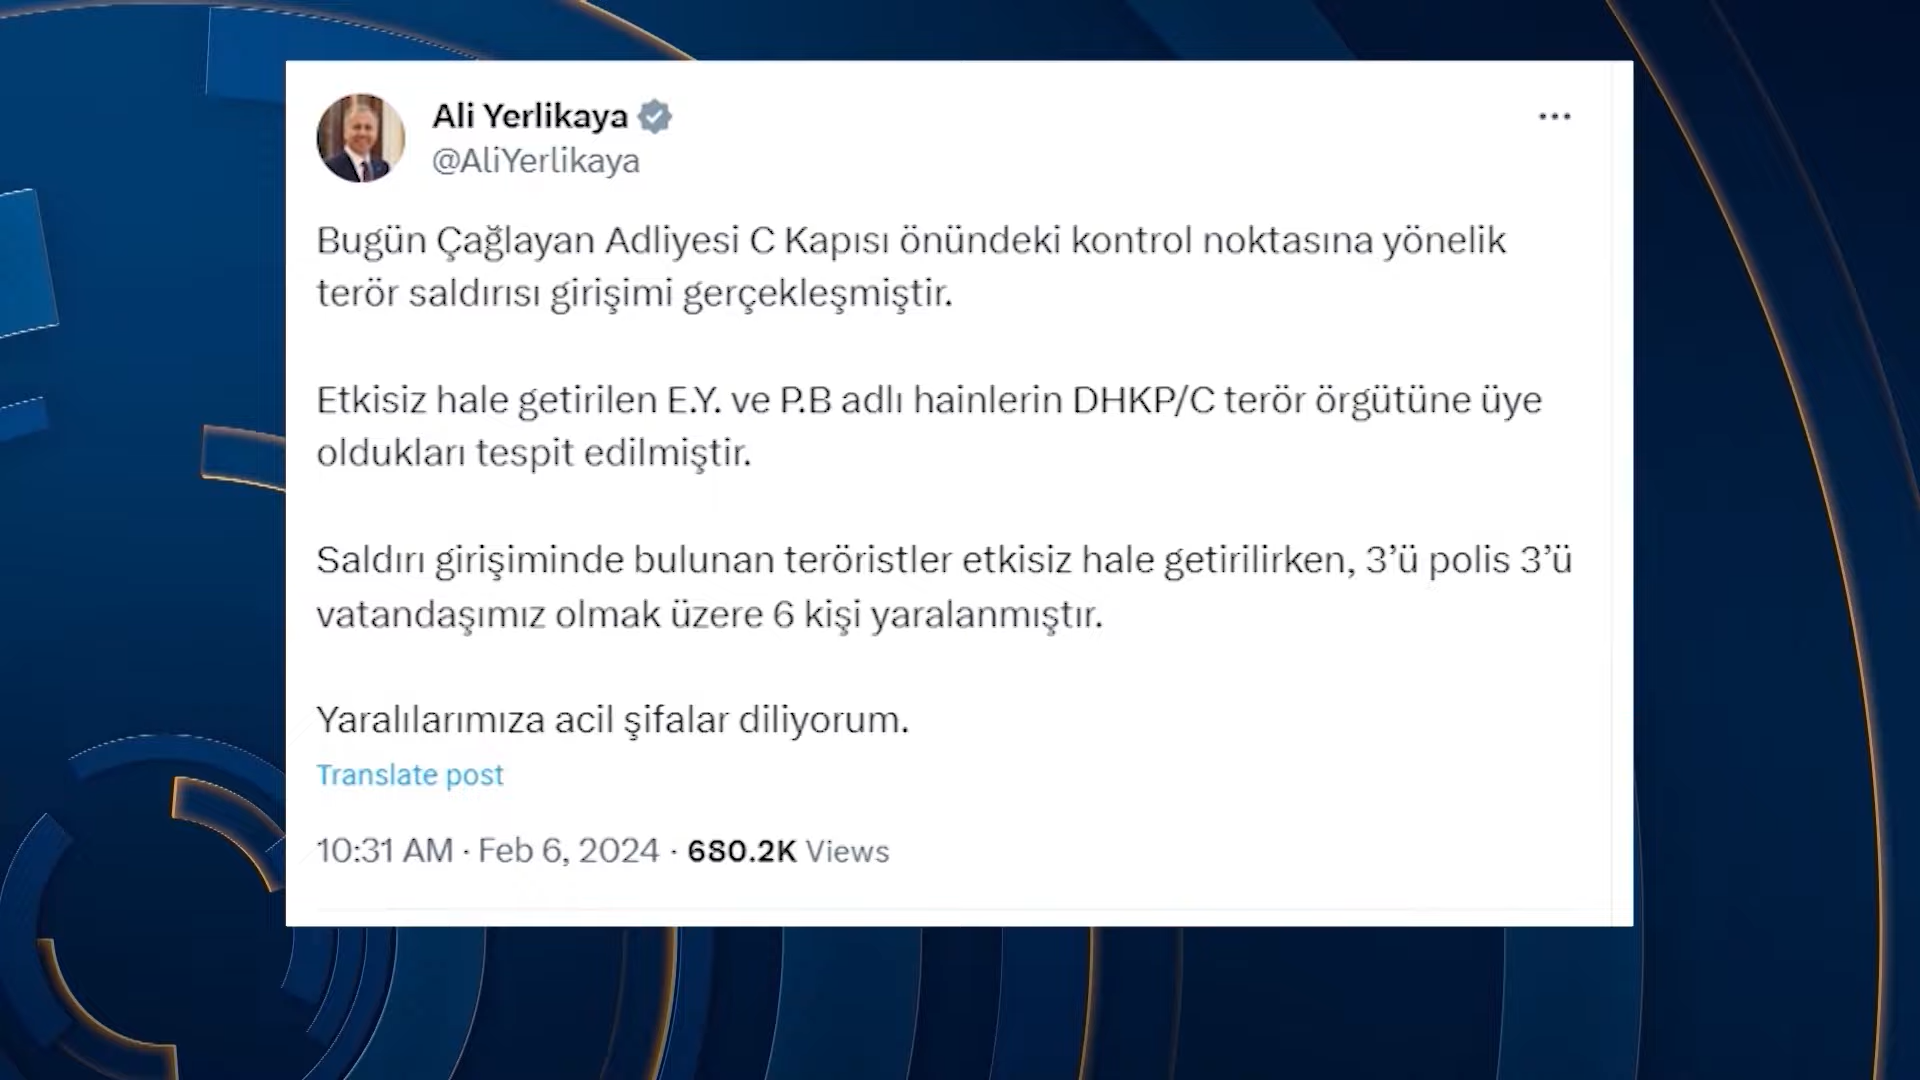 Ali Yerlikaya
@AliYerlikaya
Bugün Çağlayan Adliyesi C Kapısı önündeki kontrol noktasına yönelik
terör saldırısı girişimi gerçekleşmiştir.
Etkisiz hale getirilen E.Y. ve P.B adlı hainlerin DHKP/C terör örgütüne üye
oldukları tespit edilmiştir.
Saldırı girişiminde bulunan teröristler etkisiz hale getirilirken, 3’ü polis 3’ü
vatandaşımız olmak üzere 6 kişi yaralanmıştır.
Yaralılarımıza acil şifalar diliyorum.
Translate post
10:31 AM · Feb 6, 2024 · 680.2K Views